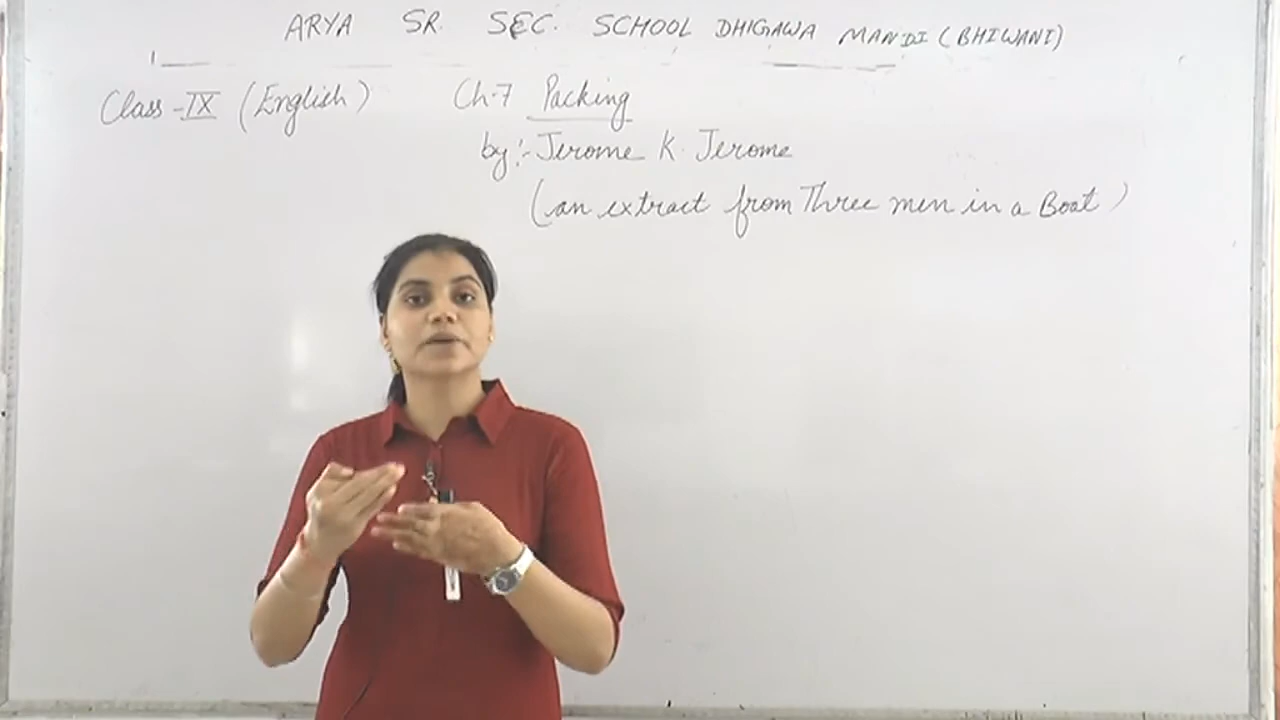 ARYA SR. SEC. SCHOOL DHIGAWA MANDI (BHIWANI)
Class-IX (English) Ch-7 Packing
by:- Jerome K. Jerome
(an extract from Three men in a Boat)